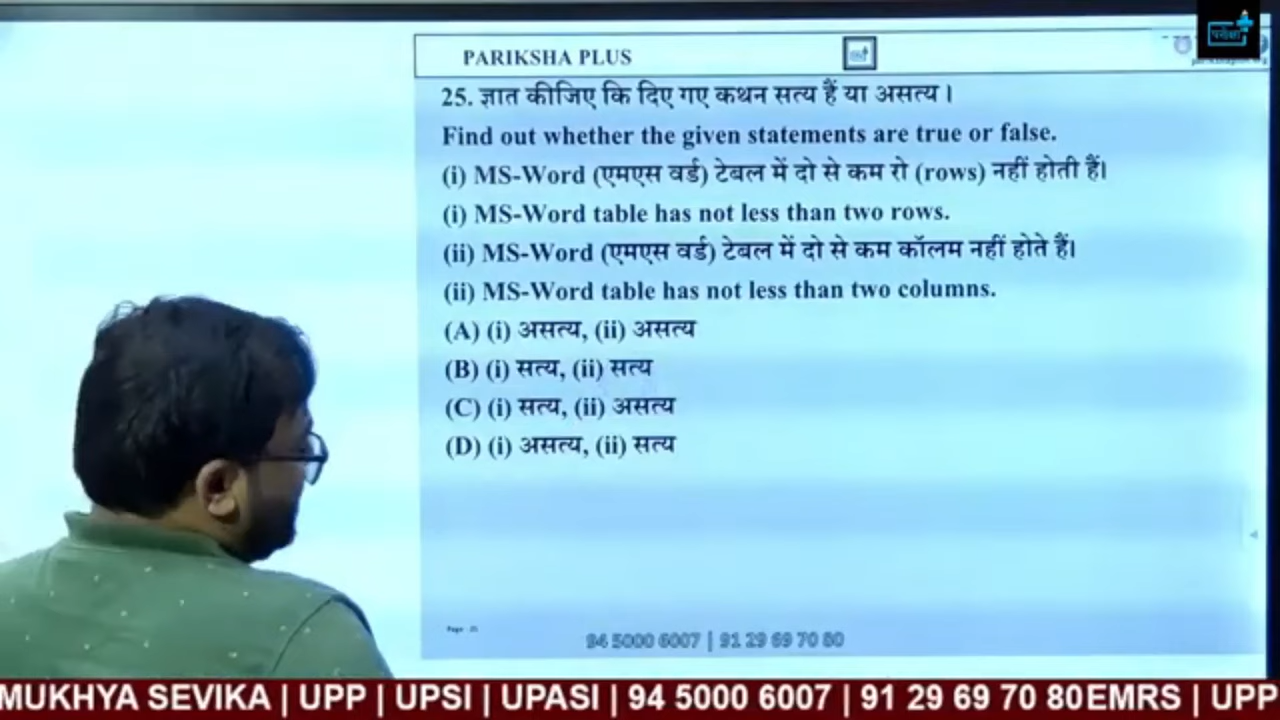 परीक्षा
PARIKSHA PLUS
25. ज्ञात कीजिए कि दिए गए कथन सत्य हैं या असत्य ।
Find out whether the given statements are true or false.
(i) MS-Word (एमएस वर्ड) टेबल में दो से कम रो (rows) नहीं होती हैं।
(i) MS-Word table has not less than two rows.
(ii) MS-Word (एमएस वर्ड) टेबल में दो से कम कॉलम नहीं होते हैं।
(ii) MS-Word table has not less than two columns.
(A) (i) असत्य, (ii) असत्य
(B) (i) सत्य, (ii) सत्य
(C) (i) सत्य, (ii) असत्य
(D) (i) असत्य, (ii) सत्य
Page - 25
94 5000 6007 | 91 29 69 70 80
MUKHYA SEVIKA | UPP | UPSI | UPASI | 94 5000 6007 | 91 29 69 70 80EMRS | UPP